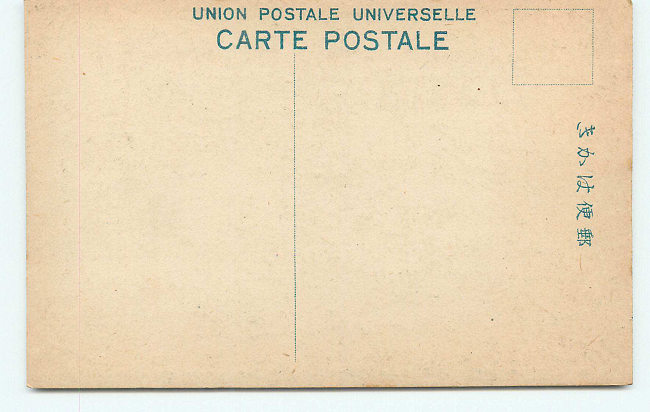 UNION POSTALE UNIVERSELLE
CARTE POSTALE
郵便はかき